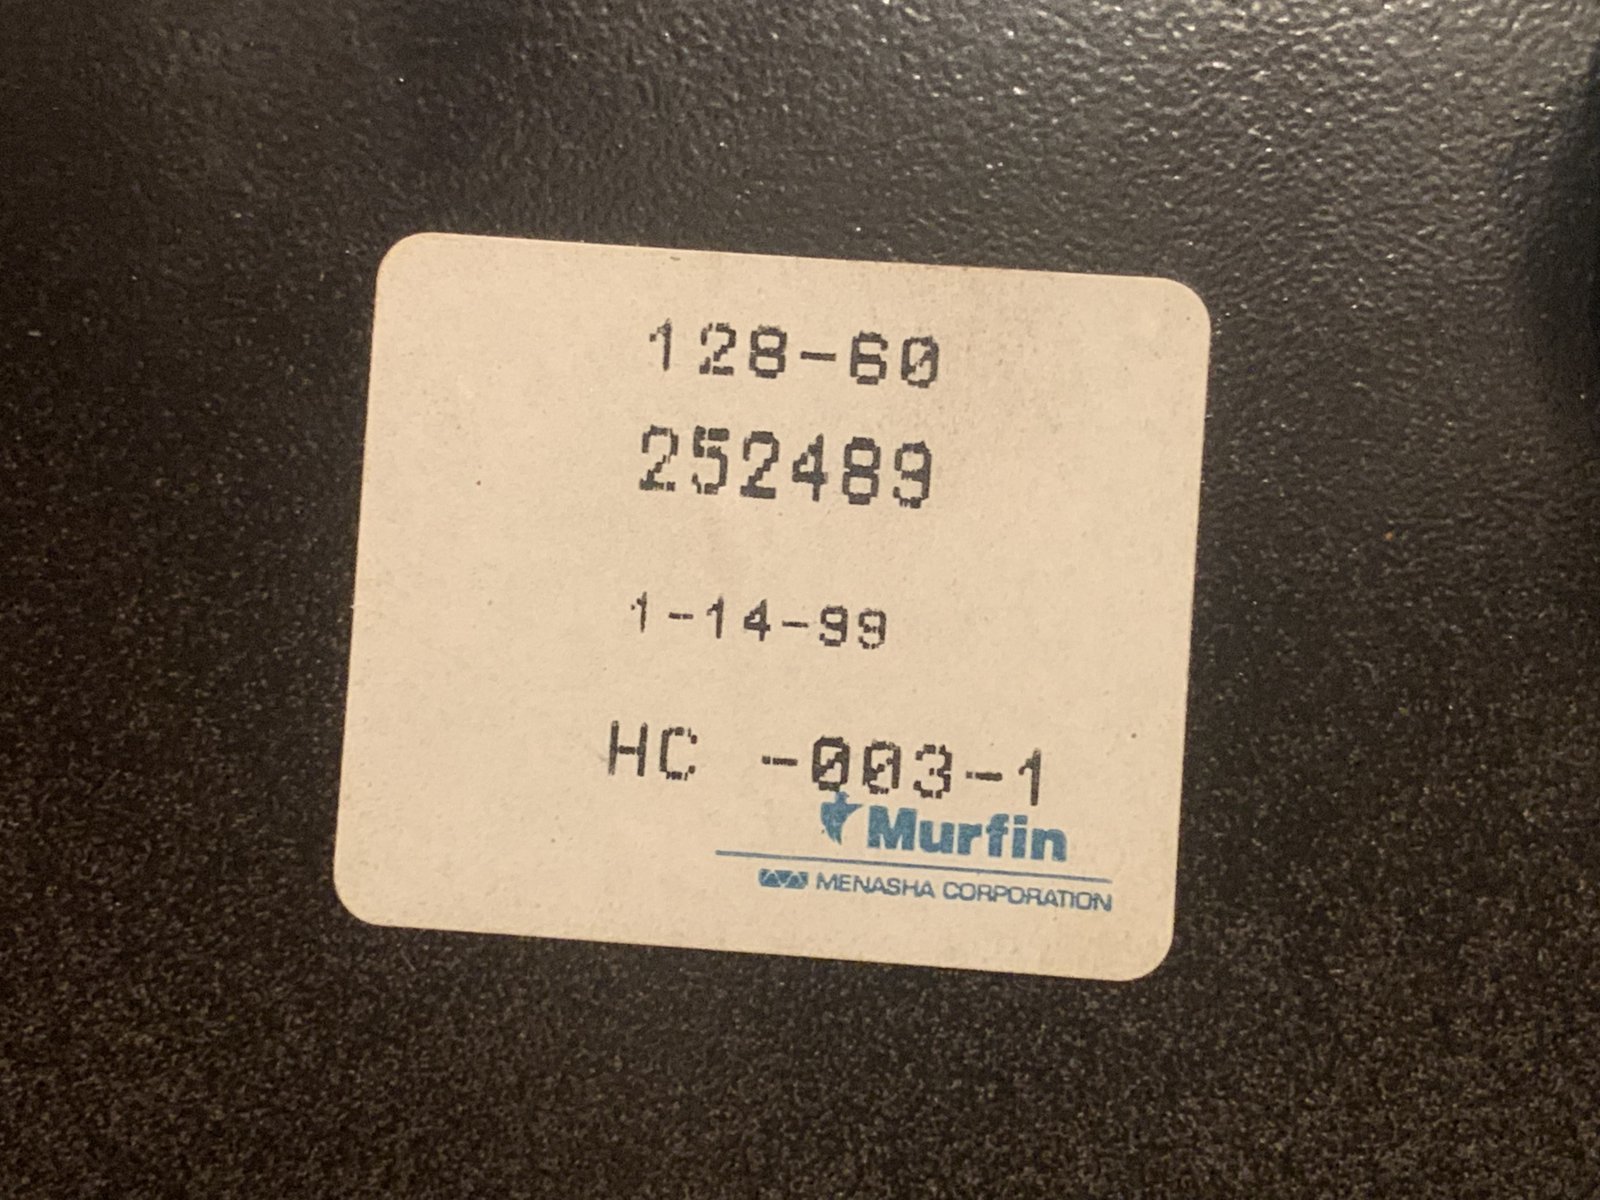 128-60
252489
1-14-99
HC -003-1
Murfin
MENASHA CORPORATION